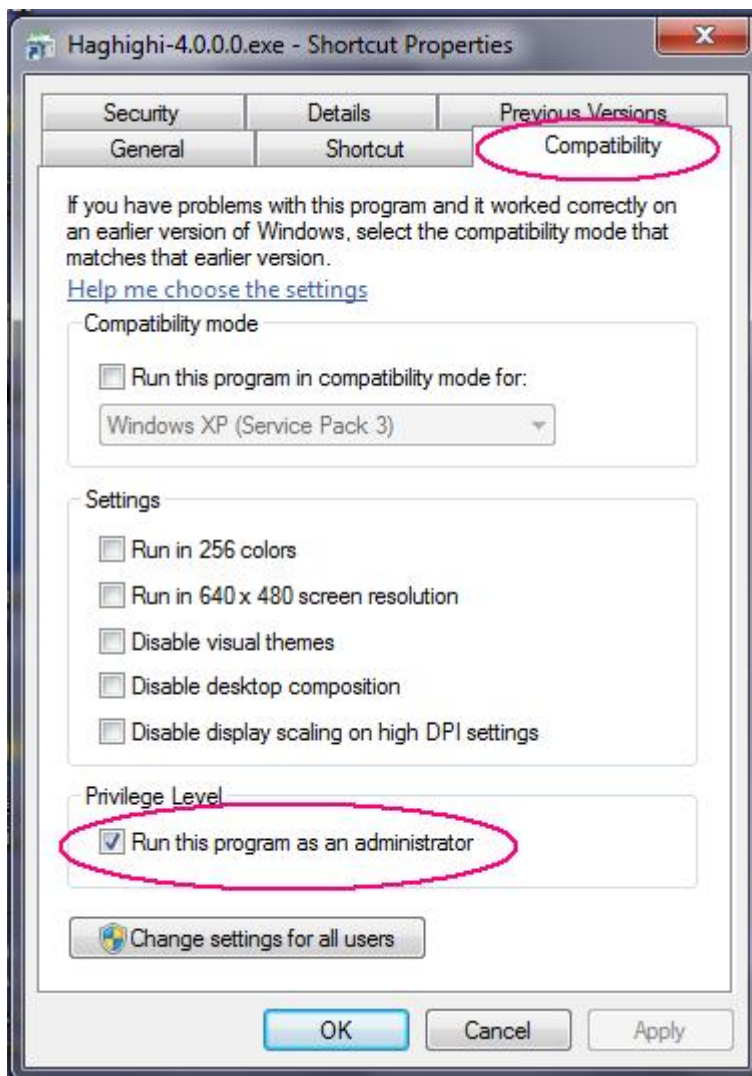 Haghighi-4.0.0.0.exe - Shortcut Properties
Security Details Previous Versions
General Shortcut Compatibility
If you have problems with this program and it worked correctly on
an earlier version of Windows, select the compatibility mode that
matches that earlier version.
Help me choose the settings
Compatibility mode
Run this program in compatibility mode for:
Windows XP (Service Pack 3)
Settings
Run in 256 colors
Run in 640 x 480 screen resolution
Disable visual themes
Disable desktop composition
Disable display scaling on high DPI settings
Privilege Level
Run this program as an administrator
Change settings for all users
OK Cancel Apply